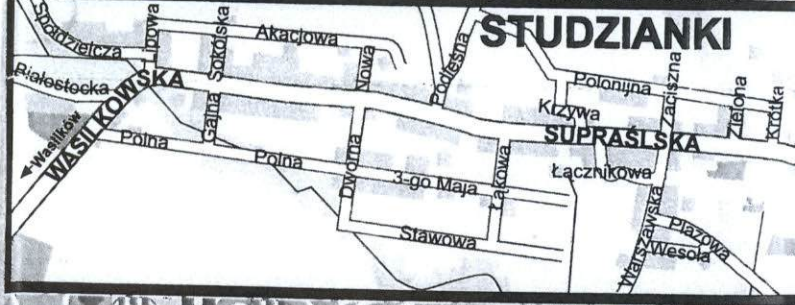 STUDZIANKI
Spółdzielcza
Lipowa
Sokólska
Akacjowa
Nowa
Podleśna
Polonijna
Zaciszna
Zielona
Krótka
Białostocka
WASILKOWSKA
Wasilków
Gajna
Polna
Polna
Dworna
3-go Maja
Łąkowa
Stawowa
Krzywa
SUPRAŚLSKA
Łącznikowa
Warszawska
Plażowa
Wesoła